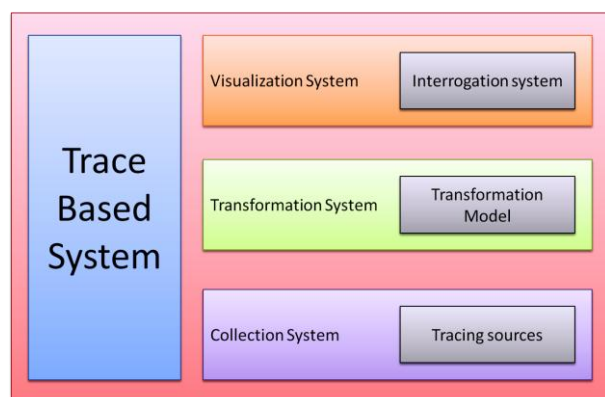 Trace
Based
System
Visualization System
Interrogation system
Transformation System
Transformation
Model
Collection System
Tracing sources